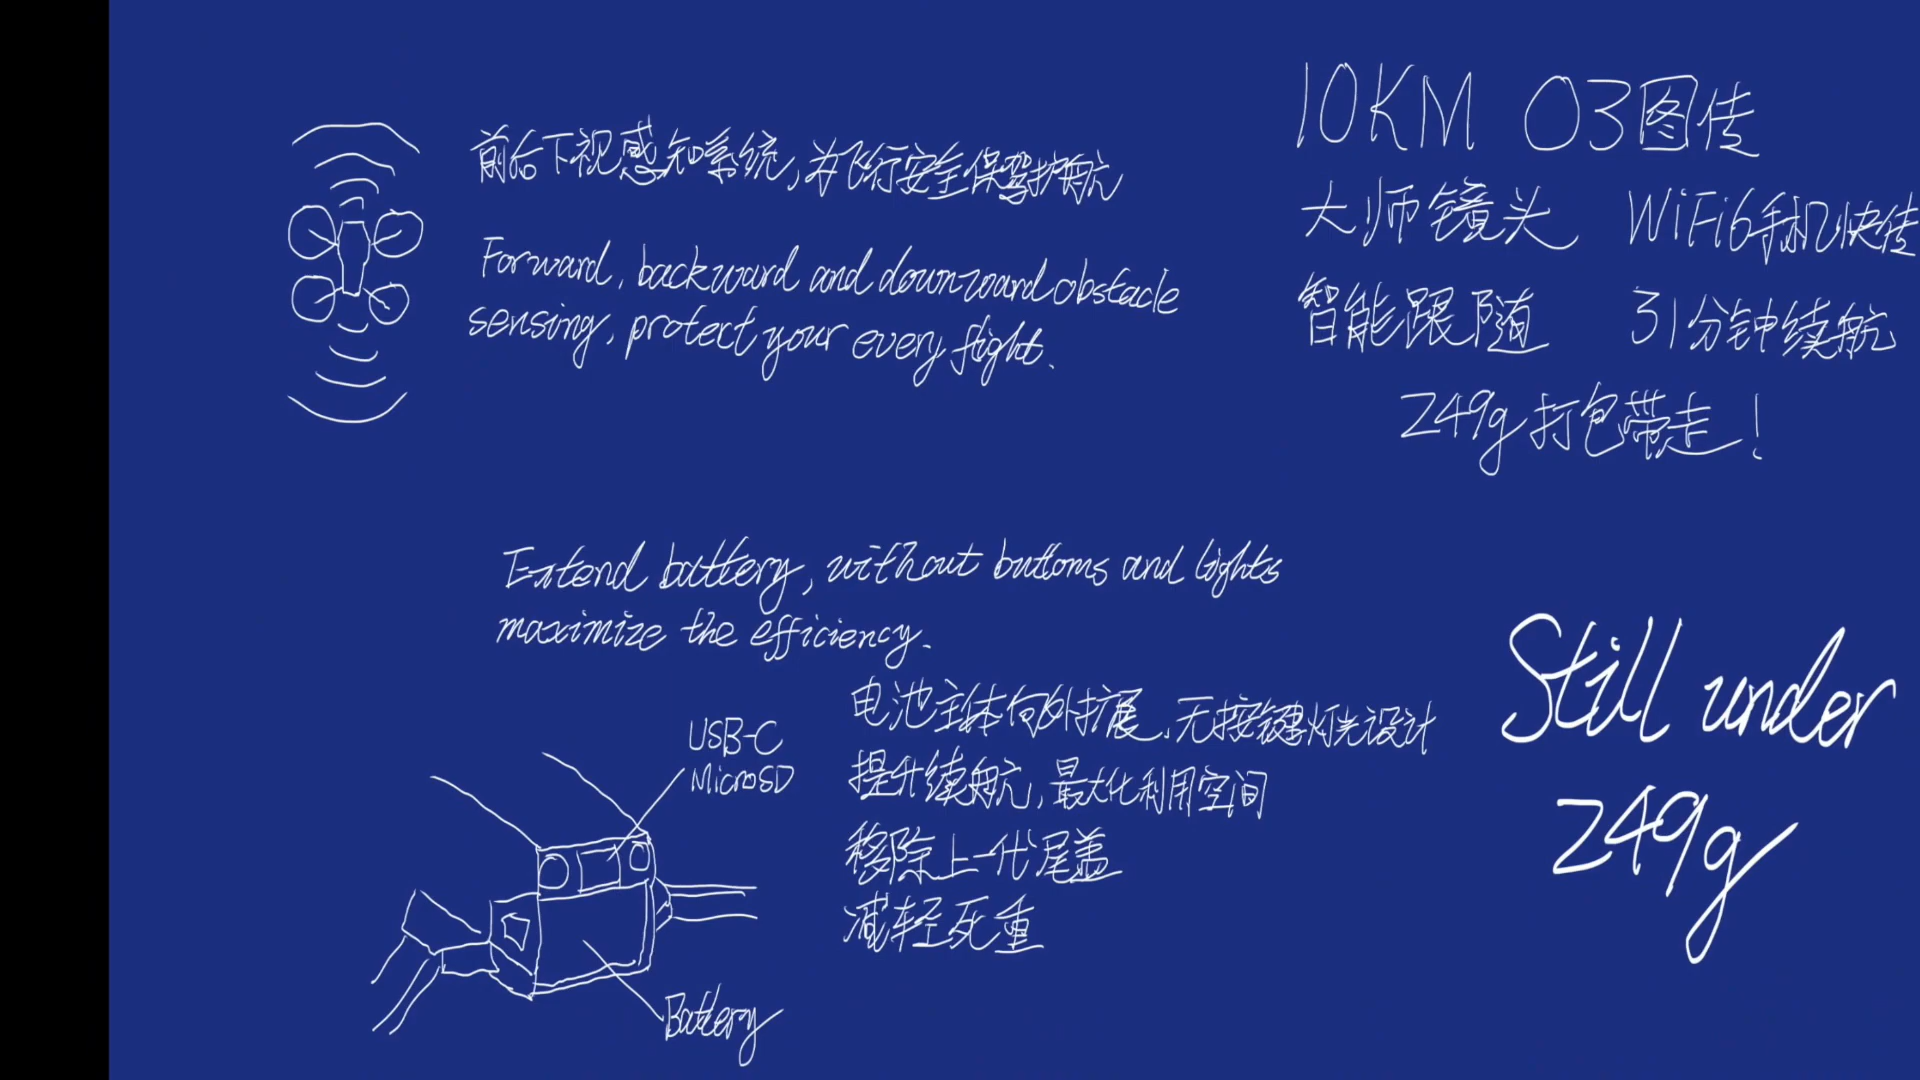 前后下视感知系统，为飞行安全保驾护航
Forward, backward and downward obstacle
sensing, protect your every flight.
10KM O3图传
大师镜头 WiFi6手机快传
智能跟随 31分钟续航
249g打包带走！
Extend battery, without buttoms and lights
maximize the efficiency.
USB-C
MicroSD
电池主体向外扩展，无按键灯光设计
提升续航，最大化利用空间
移除上一代尾盖
减轻死重
Battery
Still under
249g